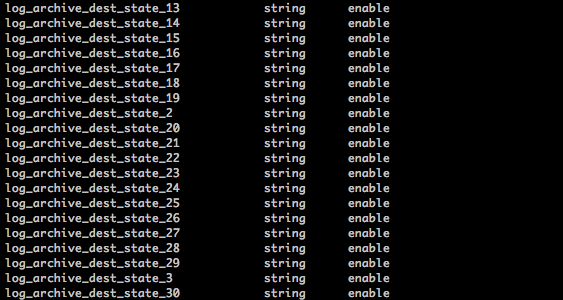 log_archive_dest_state_13 string enable
log_archive_dest_state_14 string enable
log_archive_dest_state_15 string enable
log_archive_dest_state_16 string enable
log_archive_dest_state_17 string enable
log_archive_dest_state_18 string enable
log_archive_dest_state_19 string enable
log_archive_dest_state_2 string enable
log_archive_dest_state_20 string enable
log_archive_dest_state_21 string enable
log_archive_dest_state_22 string enable
log_archive_dest_state_23 string enable
log_archive_dest_state_24 string enable
log_archive_dest_state_25 string enable
log_archive_dest_state_26 string enable
log_archive_dest_state_27 string enable
log_archive_dest_state_28 string enable
log_archive_dest_state_29 string enable
log_archive_dest_state_3 string enable
log_archive_dest_state_30 string enable